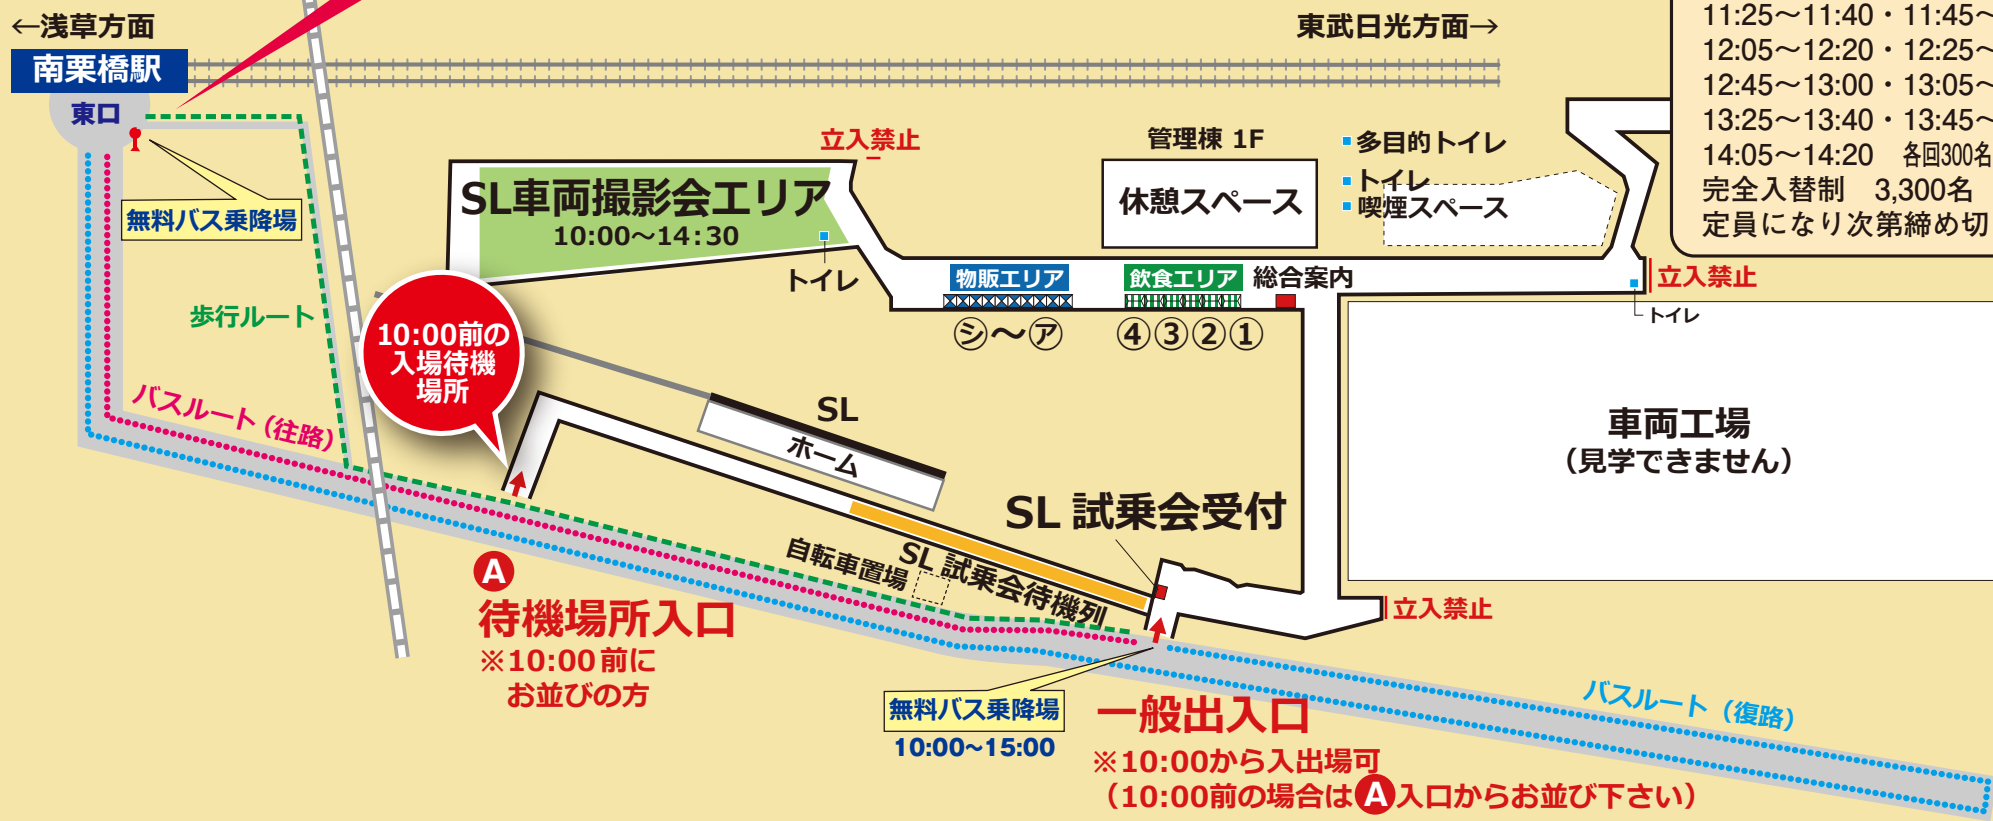 ←浅草方面
東武日光方面→
南栗橋駅
東口
無料バス乗降場
歩行ルート
バスルート（往路）
10:00前の
入場待機
場所
立入禁止
SL車両撮影会エリア
10:00～14:30
トイレ
管理棟 1F
休憩スペース
多目的トイレ
トイレ
喫煙スペース
物販エリア
飲食エリア
総合案内
シ～ア
④③②①
立入禁止
トイレ
11:25～11:40・11:45～
12:05～12:20・12:25～
12:45～13:00・13:05～
13:25～13:40・13:45～
14:05～14:20 各回300名
完全入替制 3,300名
定員になり次第締め切り
SL
ホーム
車両工場
（見学できません）
SL 試乗会受付
自転車置場
SL 試乗会待機列
立入禁止
A
待機場所入口
※10:00前に
お並びの方
無料バス乗降場
10:00～15:00
一般出入口
※10:00から入出場可
（10:00前の場合はA入口からお並び下さい）
バスルート（復路）